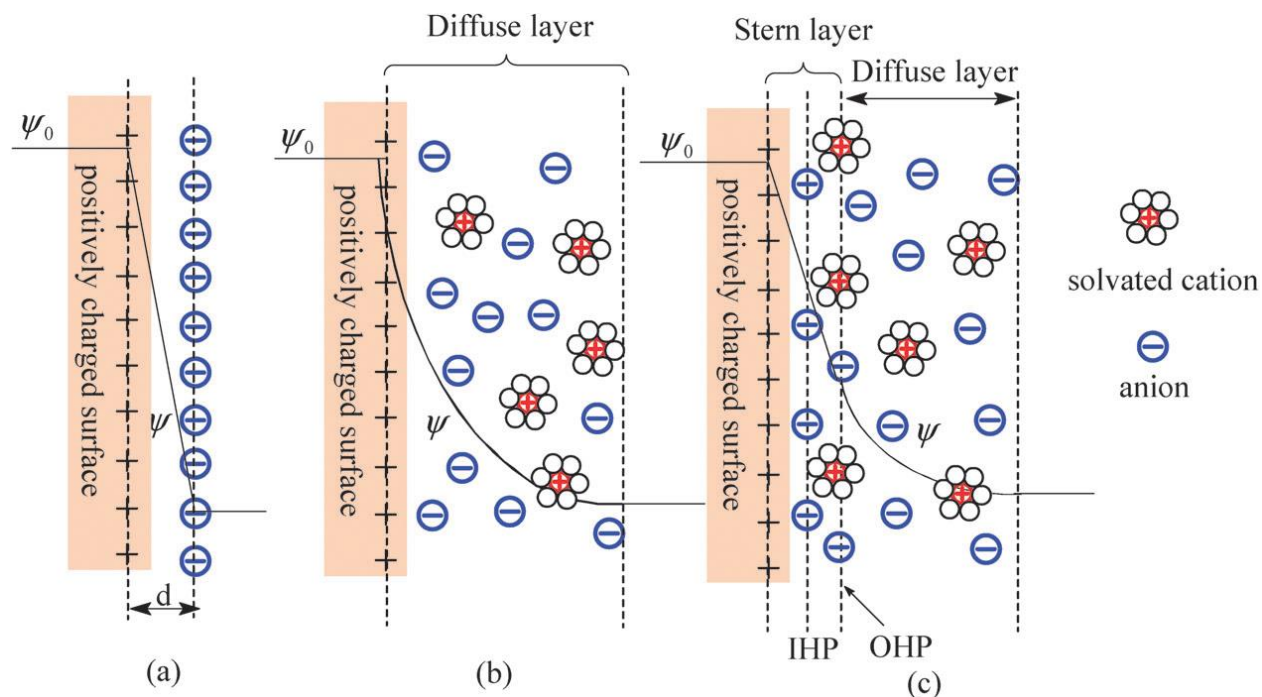 Diffuse layer
Stern layer
Diffuse layer
ψ₀
positively charged surface
ψ
d
(a)
ψ₀
positively charged surface
ψ
(b)
ψ₀
positively charged surface
ψ
IHP
OHP
(c)
solvated cation
anion